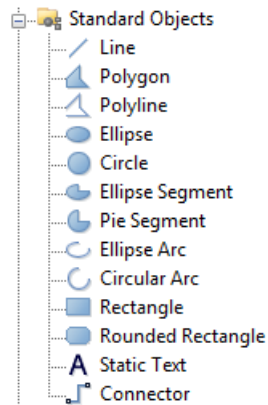 Standard Objects
Line
Polygon
Polyline
Ellipse
Circle
Ellipse Segment
Pie Segment
Ellipse Arc
Circular Arc
Rectangle
Rounded Rectangle
Static Text
Connector